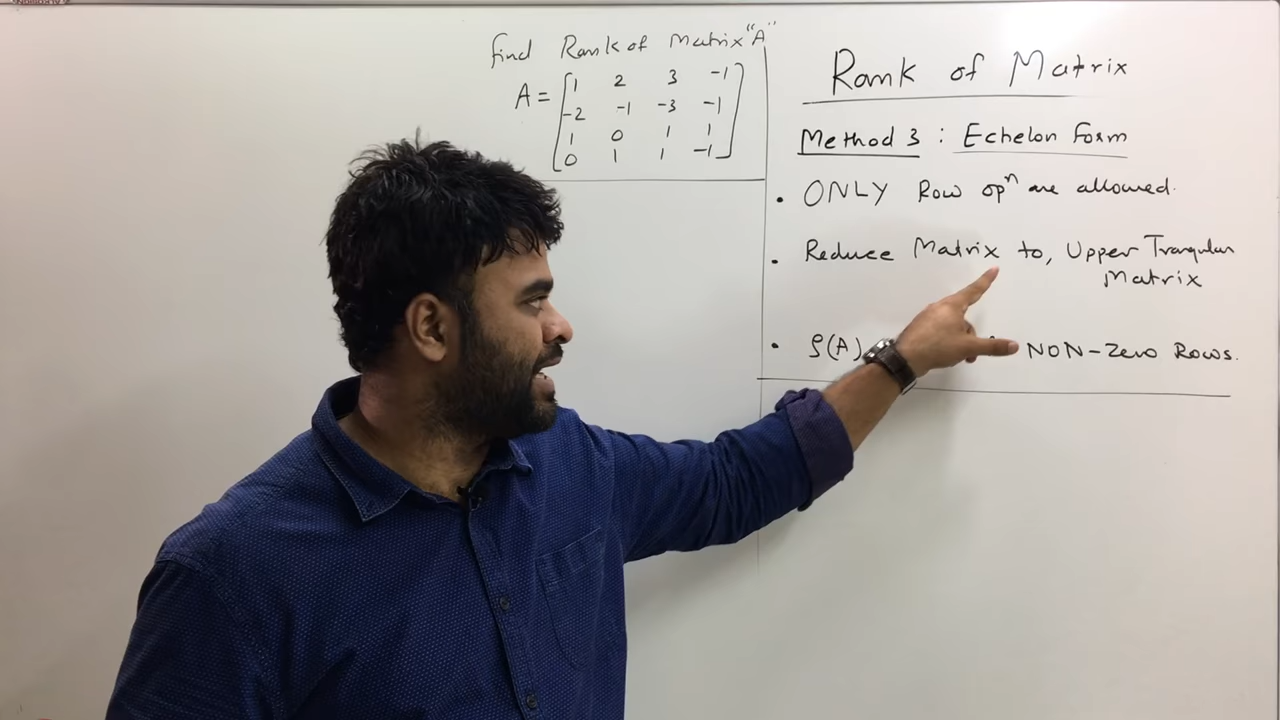 find Rank of Matrix "A"
A = [1 2 3 -1
-2 -1 -3 -1
1 0 1 1
0 1 1 -1]
Rank of Matrix
Method 3 : Echelon Form
• ONLY Row opⁿ are allowed.
• Reduce Matrix to, Upper Trangular
Matrix
• ρ(A) NON-Zero Rows.